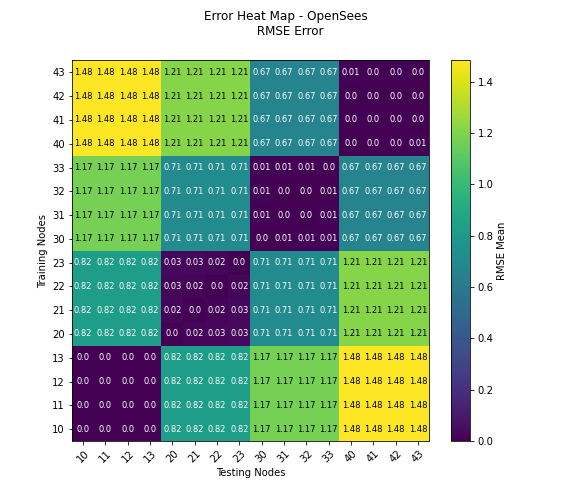 Error Heat Map - OpenSees
RMSE Error
43 1.48 1.48 1.48 1.48 1.21 1.21 1.21 1.21 0.67 0.67 0.67 0.67 0.01 0.0 0.0 0.0
42 1.48 1.48 1.48 1.48 1.21 1.21 1.21 1.21 0.67 0.67 0.67 0.67 0.0 0.0 0.0 0.0
41 1.48 1.48 1.48 1.48 1.21 1.21 1.21 1.21 0.67 0.67 0.67 0.67 0.0 0.0 0.0 0.0
40 1.48 1.48 1.48 1.48 1.21 1.21 1.21 1.21 0.67 0.67 0.67 0.67 0.0 0.0 0.0 0.01
33 1.17 1.17 1.17 1.17 0.71 0.71 0.71 0.71 0.01 0.01 0.01 0.0 0.67 0.67 0.67 0.67
32 1.17 1.17 1.17 1.17 0.71 0.71 0.71 0.71 0.01 0.0 0.0 0.01 0.67 0.67 0.67 0.67
31 1.17 1.17 1.17 1.17 0.71 0.71 0.71 0.71 0.01 0.0 0.0 0.01 0.67 0.67 0.67 0.67
30 1.17 1.17 1.17 1.17 0.71 0.71 0.71 0.71 0.0 0.01 0.01 0.01 0.67 0.67 0.67 0.67
23 0.82 0.82 0.82 0.82 0.03 0.03 0.02 0.0 0.71 0.71 0.71 0.71 1.21 1.21 1.21 1.21
22 0.82 0.82 0.82 0.82 0.03 0.02 0.0 0.02 0.71 0.71 0.71 0.71 1.21 1.21 1.21 1.21
21 0.82 0.82 0.82 0.82 0.02 0.0 0.02 0.03 0.71 0.71 0.71 0.71 1.21 1.21 1.21 1.21
20 0.82 0.82 0.82 0.82 0.0 0.02 0.03 0.03 0.71 0.71 0.71 0.71 1.21 1.21 1.21 1.21
13 0.0 0.0 0.0 0.0 0.82 0.82 0.82 0.82 1.17 1.17 1.17 1.17 1.48 1.48 1.48 1.48
12 0.0 0.0 0.0 0.0 0.82 0.82 0.82 0.82 1.17 1.17 1.17 1.17 1.48 1.48 1.48 1.48
11 0.0 0.0 0.0 0.0 0.82 0.82 0.82 0.82 1.17 1.17 1.17 1.17 1.48 1.48 1.48 1.48
10 0.0 0.0 0.0 0.0 0.82 0.82 0.82 0.82 1.17 1.17 1.17 1.17 1.48 1.48 1.48 1.48
10 11 12 13 20 21 22 23 30 31 32 33 40 41 42 43
Testing Nodes
Training Nodes
1.4
1.2
1.0
0.8
0.6
0.4
0.2
0.0
RMSE Mean